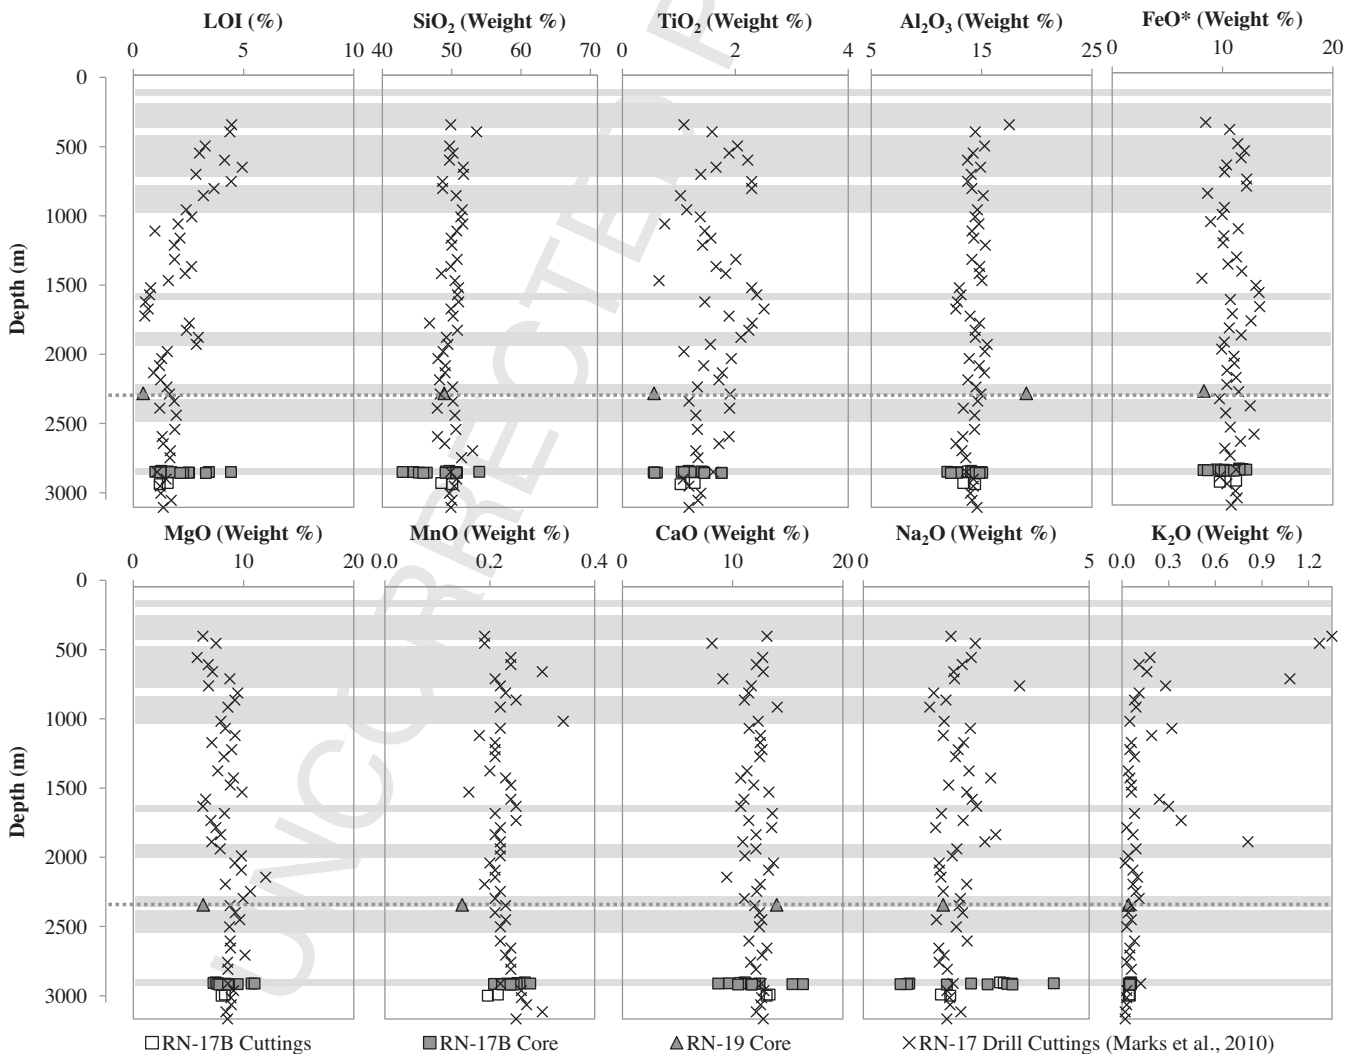 LOI (%) SiO2 (Weight %) TiO2 (Weight %) Al2O3 (Weight %) FeO* (Weight %)
0 5 10 40 50 60 70 0 2 4 5 15 25 0 10 20
0
500
1000
1500
2000
2500
3000
Depth (m)
MgO (Weight %) MnO (Weight %) CaO (Weight %) Na2O (Weight %) K2O (Weight %)
0 10 20 0.0 0.2 0.4 0 10 20 0 5 0.0 0.3 0.6 0.9 1.2
0
500
1000
1500
2000
2500
3000
Depth (m)
RN-17B Cuttings RN-17B Core RN-19 Core RN-17 Drill Cuttings (Marks et al., 2010)
UNCORRECTED P